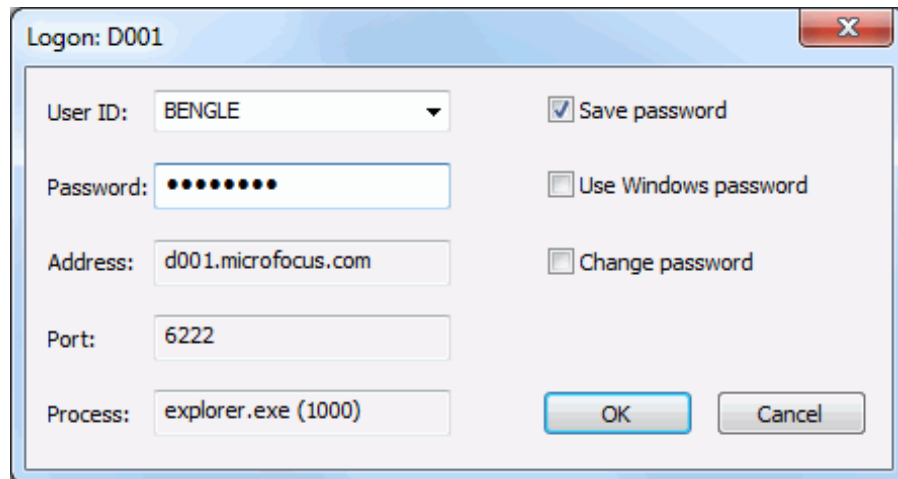 Logon: D001
User ID: BENGLE Save password
Password: •••••••• Use Windows password
Address: d001.microfocus.com Change password
Port: 6222
Process: explorer.exe (1000) OK Cancel